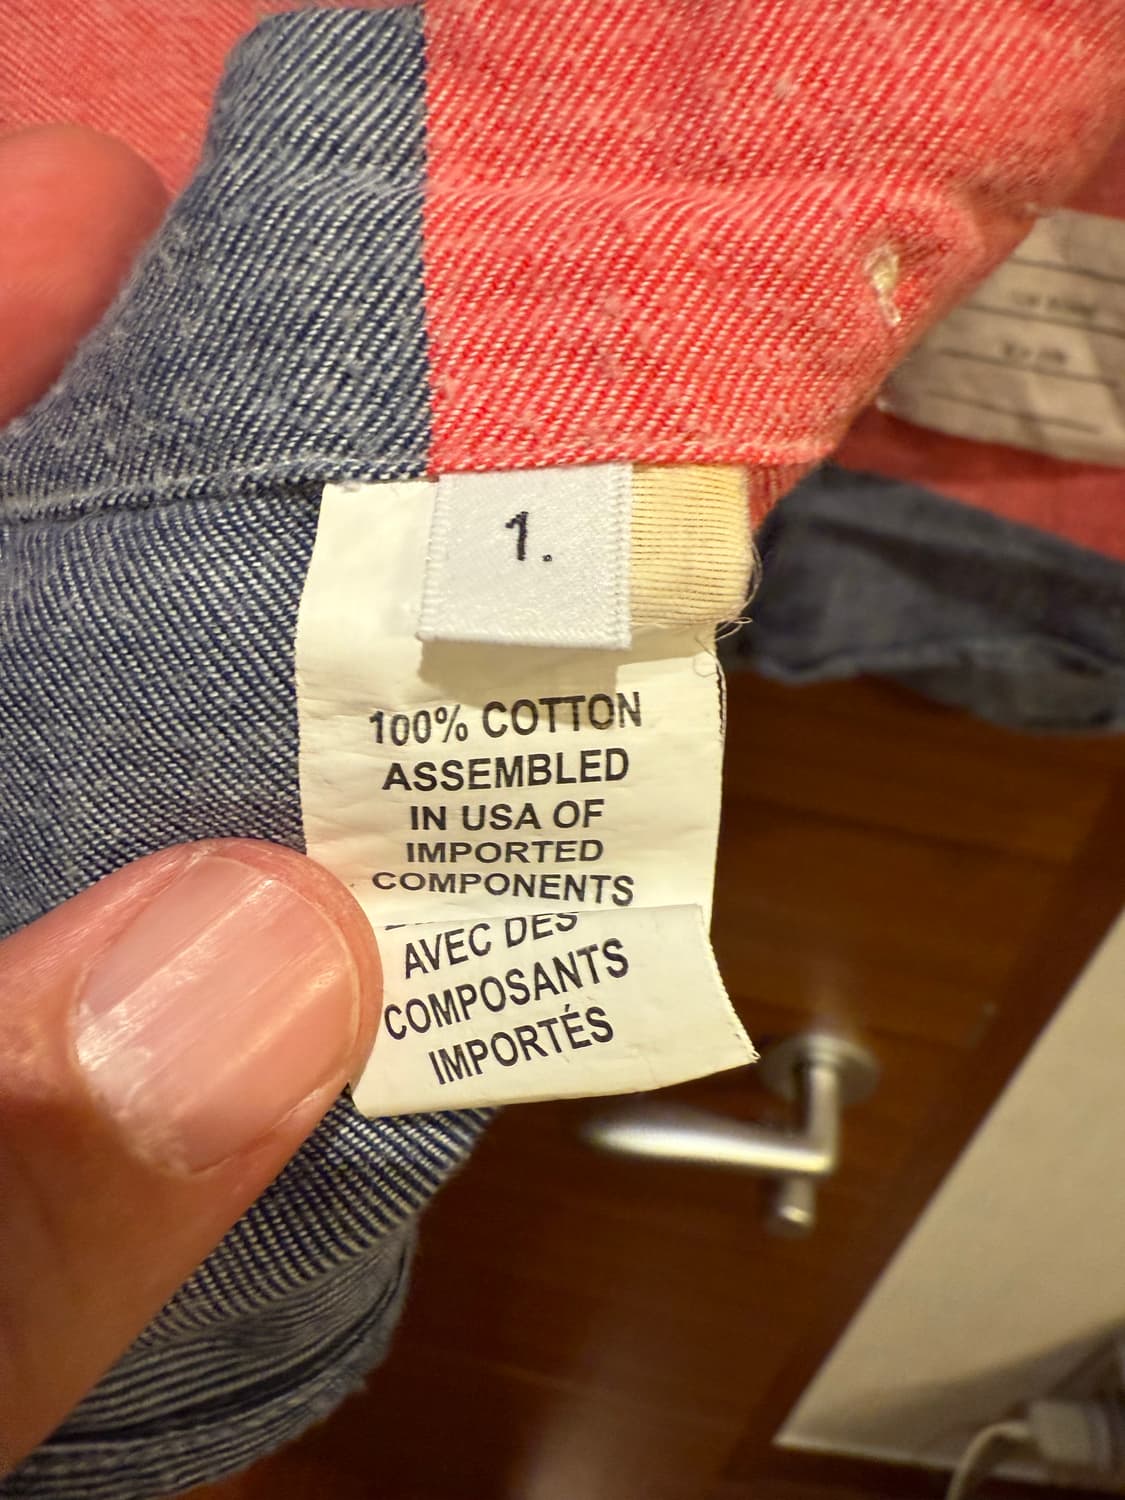 1.
100% COTTON
ASSEMBLED
IN USA OF
IMPORTED
COMPONENTS
AVEC DES
COMPOSANTS
IMPORTÉS